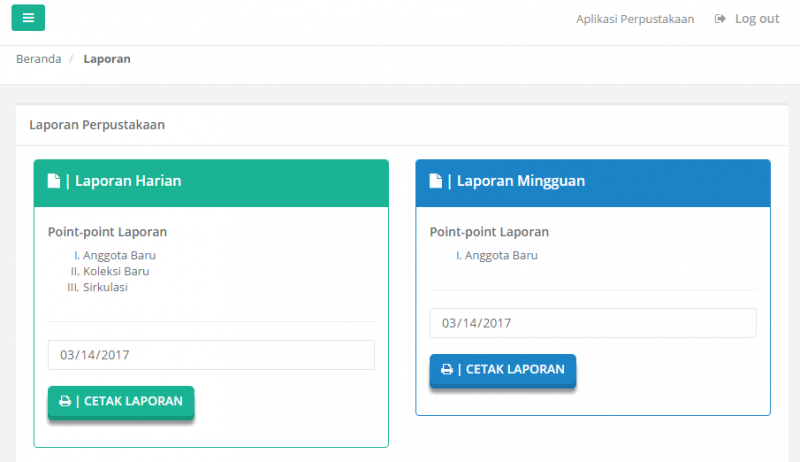 Aplikasi Perpustakaan Log out
Beranda / Laporan
Laporan Perpustakaan
| Laporan Harian
Point-point Laporan
I. Anggota Baru
II. Koleksi Baru
III. Sirkulasi
03/14/2017
| CETAK LAPORAN
| Laporan Mingguan
Point-point Laporan
I. Anggota Baru
03/14/2017
| CETAK LAPORAN